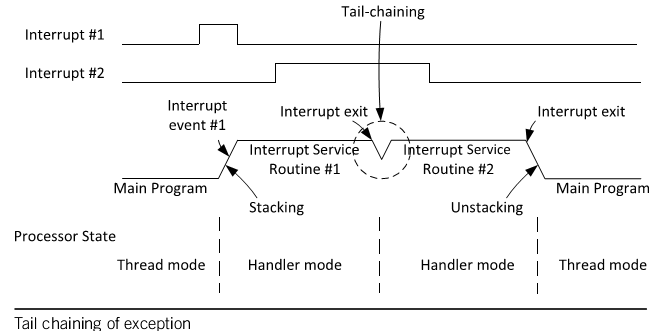 Tail-chaining
Interrupt #1
Interrupt #2
Interrupt
event #1
Interrupt exit
Interrupt exit
Interrupt Service
Routine #1
Interrupt Service
Routine #2
Main Program
Stacking
Unstacking
Main Program
Processor State
Thread mode
Handler mode
Handler mode
Thread mode
Tail chaining of exception